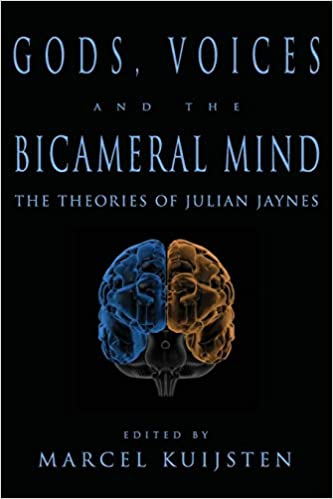 GODS, VOICES
AND THE
BICAMERAL MIND
THE THEORIES OF JULIAN JAYNES
EDITED BY
MARCEL KUIJSTEN